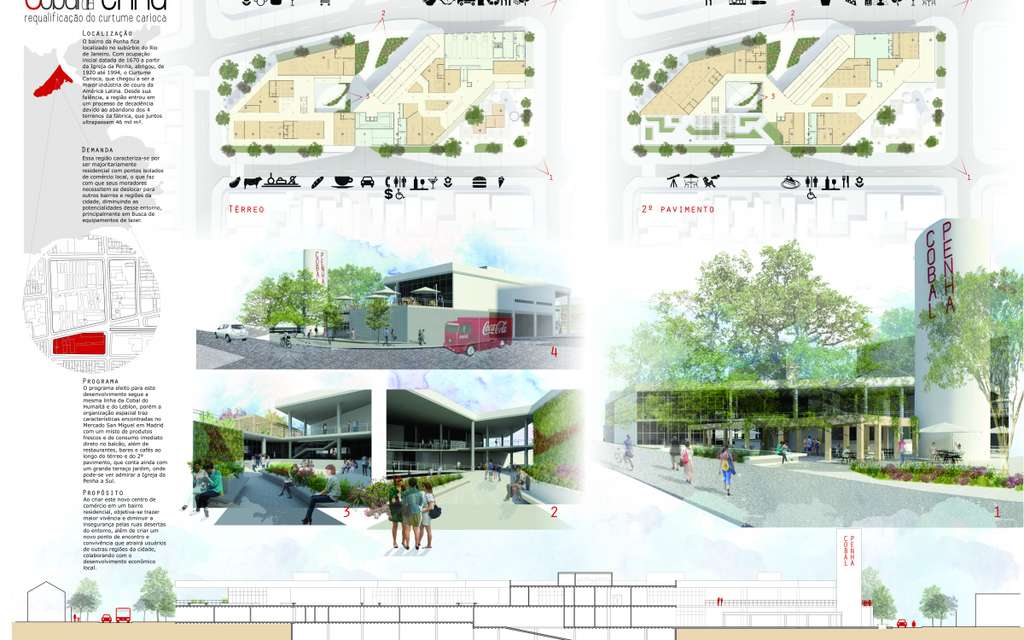 requalificação do curtume carioca
Localização
O bairro da Penha fica
localizado no subúrbio do Rio
de Janeiro. Com ocupação
inicial datada de 1670 a partir
da Igreja da Penha, abrigou, de
1920 até 1994, o Curtume
Carioca, que chegou a ser a
maior indústria de couro da
América Latina. Desde sua
falência, a região entrou em
um processo de decadência
devido ao abandono dos 4
terrenos da fábrica, que juntos
ultrapassam 46 mil m².
Demanda
Essa região caracteriza-se por
ser majoritariamente
residencial com pontos isolados
de comércio local, o que faz
com que seus moradores
necessitem se deslocar para
outros bairros e regiões da
cidade, diminuindo as
potencialidades desse entorno,
principalmente em busca de
equipamentos de lazer.
Programa
O programa eleito para este
desenvolvimento segue a
mesma linha da Cobal do
Humaitá e do Leblon, porém a
organização espacial traz
características encontradas no
Mercado San Miguel em Madrid
com um misto de produtos
frescos e de consumo imediato
direto no balcão, além de
restaurantes, bares e cafés ao
longo do térreo e do 2º
pavimento, que conta ainda com
um grande terraço jardim, onde
pode-se ver admirar a Igreja da
Penha a Sul.
Propósito
Ao criar este novo centro de
comércio em um bairro
residencial, objetiva-se trazer
maior vivência e diminuir a
insegurança pelas ruas desertas
do entorno, além de criar um
novo ponto de encontro e
convivência que atrairá usuários
de outras regiões da cidade,
colaborando com o
desenvolvimento econômico
local.
2
3
1
Térreo
2
3
1
2º pavimento
COBAL
PENHA
Coca-Cola
4
3
2
COBAL
PENHA
1
COBAL
PENHA